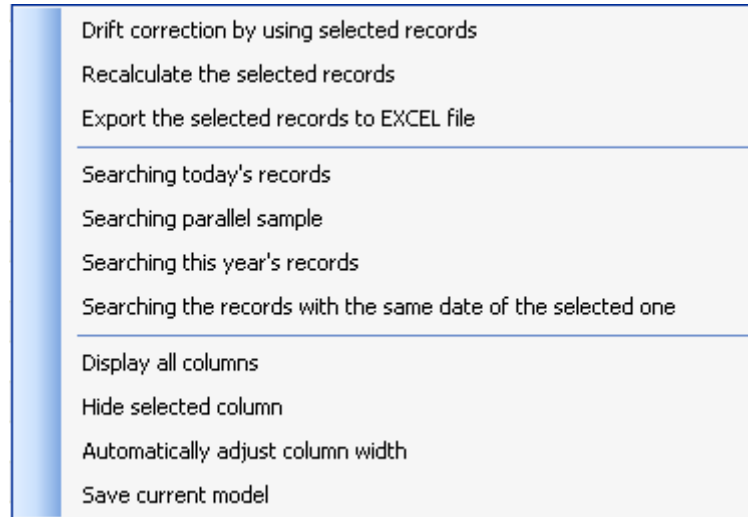 Drift correction by using selected records
Recalculate the selected records
Export the selected records to EXCEL file
Searching today's records
Searching parallel sample
Searching this year's records
Searching the records with the same date of the selected one
Display all columns
Hide selected column
Automatically adjust column width
Save current model